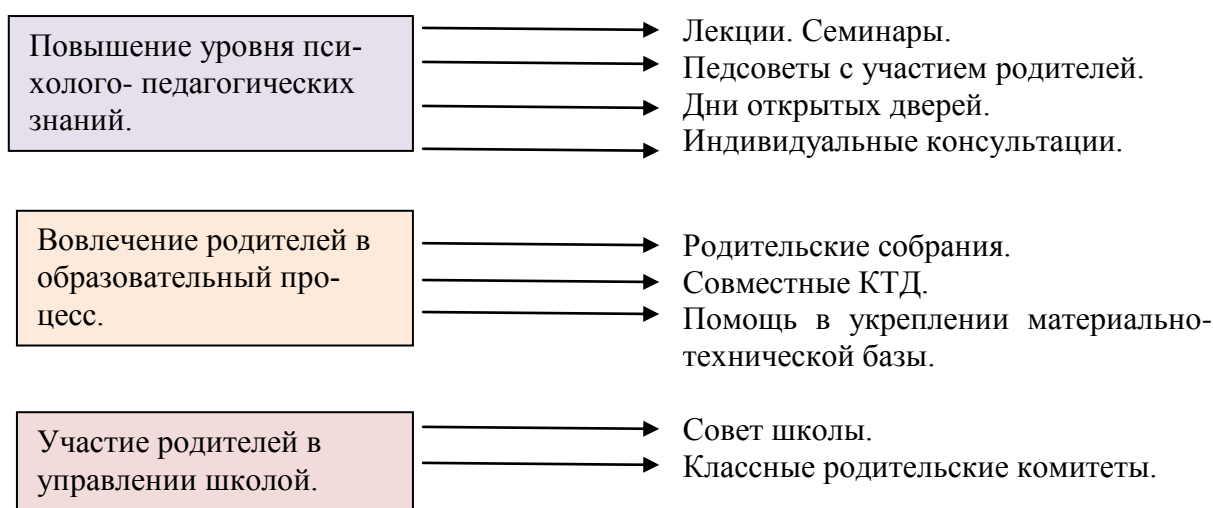 Повышение уровня пси-
холого- педагогических
знаний.
Лекции. Семинары.
Педсоветы с участием родителей.
Дни открытых дверей.
Индивидуальные консультации.
Вовлечение родителей в
образовательный про-
цесс.
Родительские собрания.
Совместные КТД.
Помощь в укреплении материально-
технической базы.
Участие родителей в
управлении школой.
Совет школы.
Классные родительские комитеты.